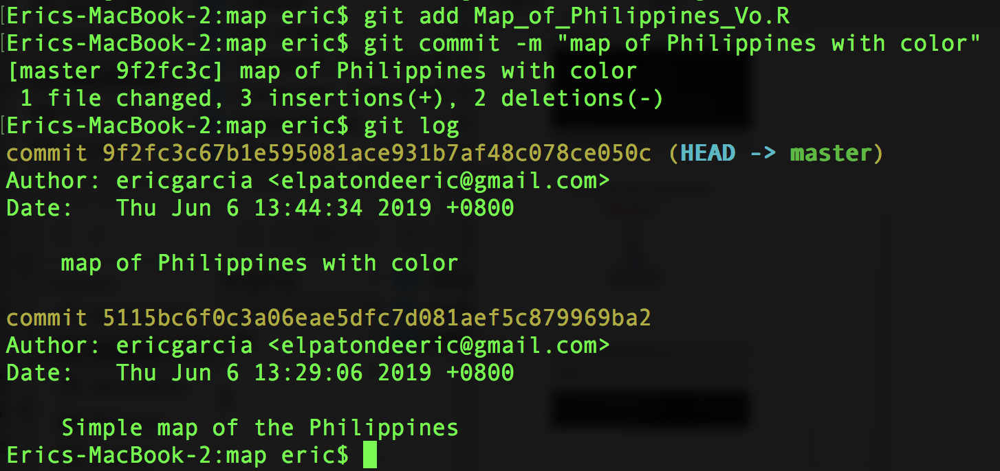 [Erics-MacBook-2:map eric$ git add Map_of_Philippines_Vo.R
[Erics-MacBook-2:map eric$ git commit -m "map of Philippines with color"
[master 9f2fc3c] map of Philippines with color
 1 file changed, 3 insertions(+), 2 deletions(-)
[Erics-MacBook-2:map eric$ git log
commit 9f2fc3c67b1e595081ace931b7af48c078ce050c (HEAD -> master)
Author: ericgarcia <elpatondeeric@gmail.com>
Date:   Thu Jun 6 13:44:34 2019 +0800

    map of Philippines with color

commit 5115bc6f0c3a06eae5dfc7d081aef5c879969ba2
Author: ericgarcia <elpatondeeric@gmail.com>
Date:   Thu Jun 6 13:29:06 2019 +0800

    Simple map of the Philippines
Erics-MacBook-2:map eric$